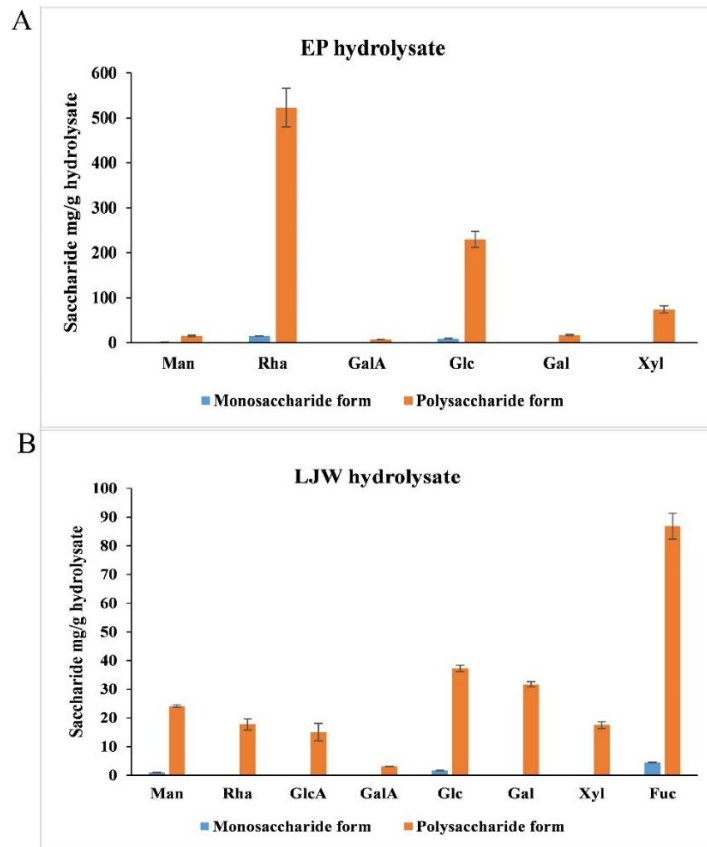 A
EP hydrolysate
Saccharide mg/g hydrolysate
600
500
400
300
200
100
0
Man Rha GalA Glc Gal Xyl
Monosaccharide form Polysaccharide form
B
LJW hydrolysate
Saccharide mg/g hydrolysate
100
90
80
70
60
50
40
30
20
10
0
Man Rha GlcA GalA Glc Gal Xyl Fuc
Monosaccharide form Polysaccharide form